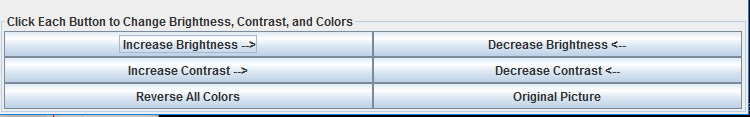 Click Each Button to Change Brightness, Contrast, and Colors
Increase Brightness --> Decrease Brightness <--
Increase Contrast --> Decrease Contrast <--
Reverse All Colors Original Picture